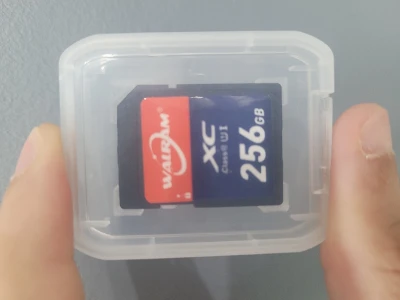 WALRAM
XC
Class10 U1 I
256GB